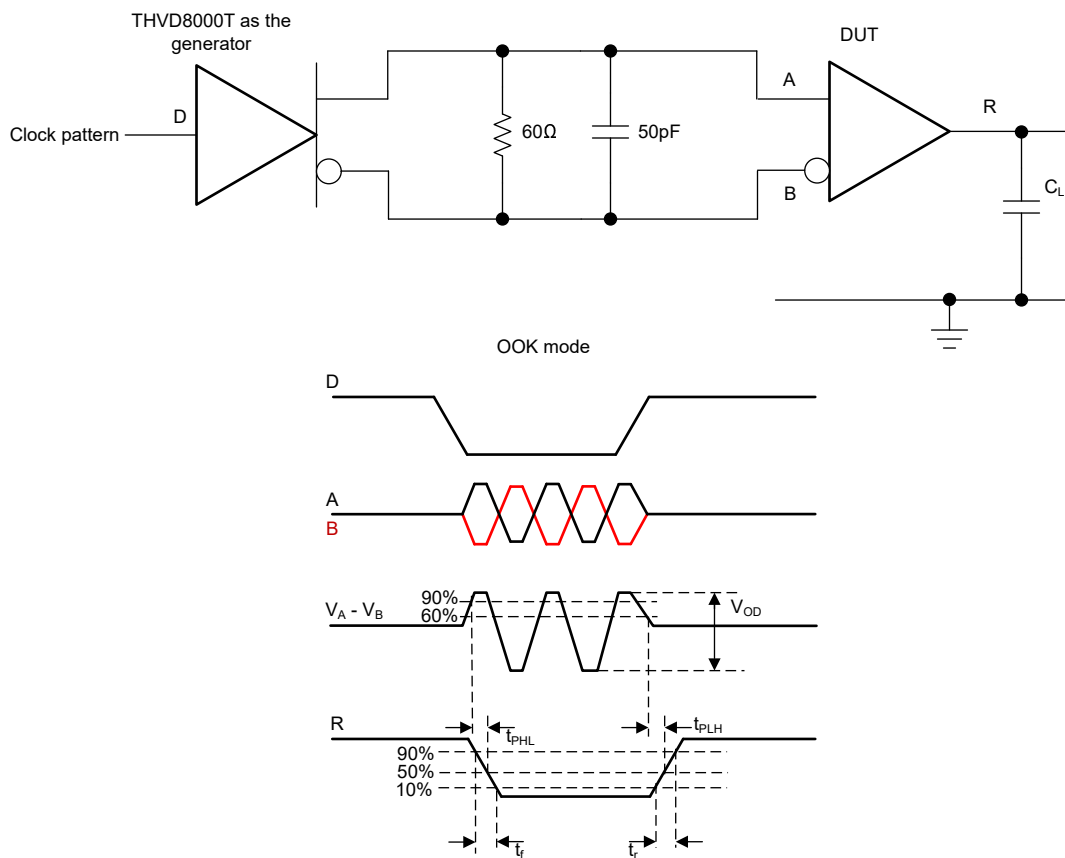 THVD8000T as the
generator
DUT
D
A
R
Clock pattern
60Ω
50pF
B
CL
OOK mode
D
A
B
90%
VA - VB
60%
VOD
R
tPHL
tPLH
90%
50%
10%
tf
tr